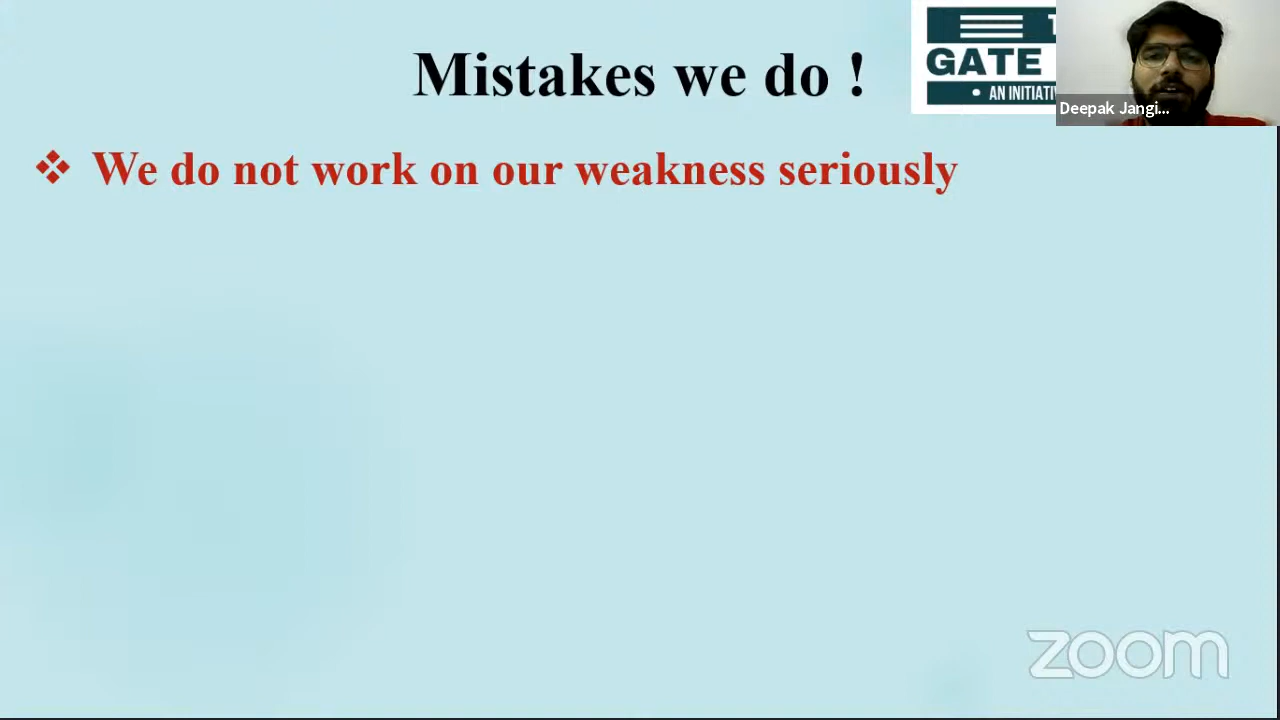 Mistakes we do !
GATE
• AN INITIATIV
Deepak Jangi...
❖ We do not work on our weakness seriously
zoom